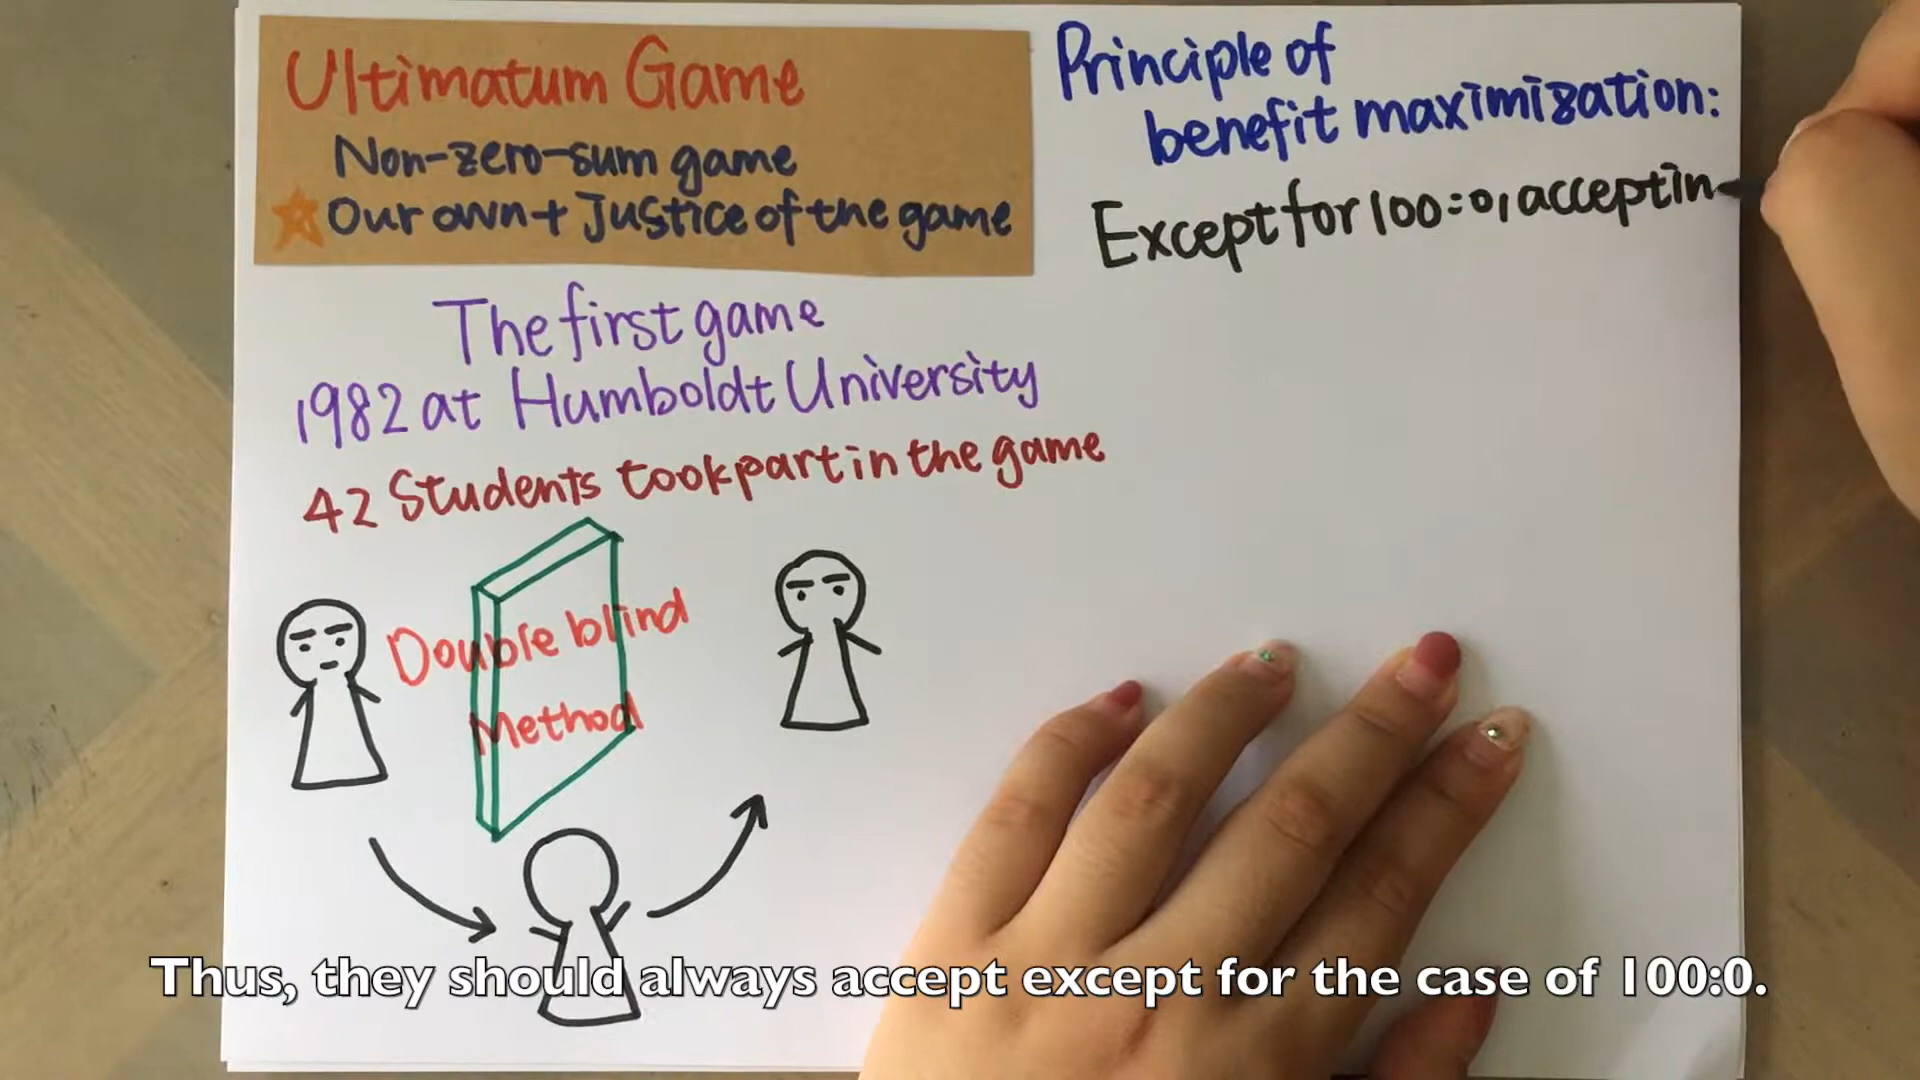 Ultimatum Game
Non-zero-sum game
Our own + Justice of the game
The first game
1982 at Humboldt University
42 Students took part in the game
Double blind
Method
Principle of
benefit maximization:
Except for 100:0, acceptin
Thus, they should always accept except for the case of 100:0.